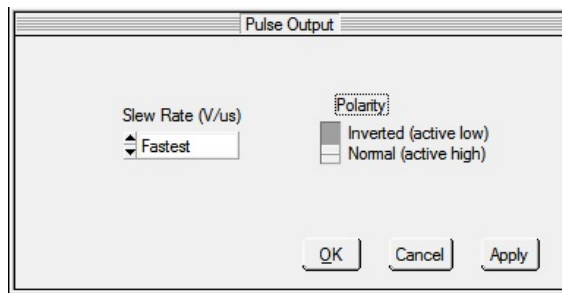 Pulse Output
Slew Rate (V/us)
Fastest
Polarity
Inverted (active low)
Normal (active high)
OK
Cancel
Apply